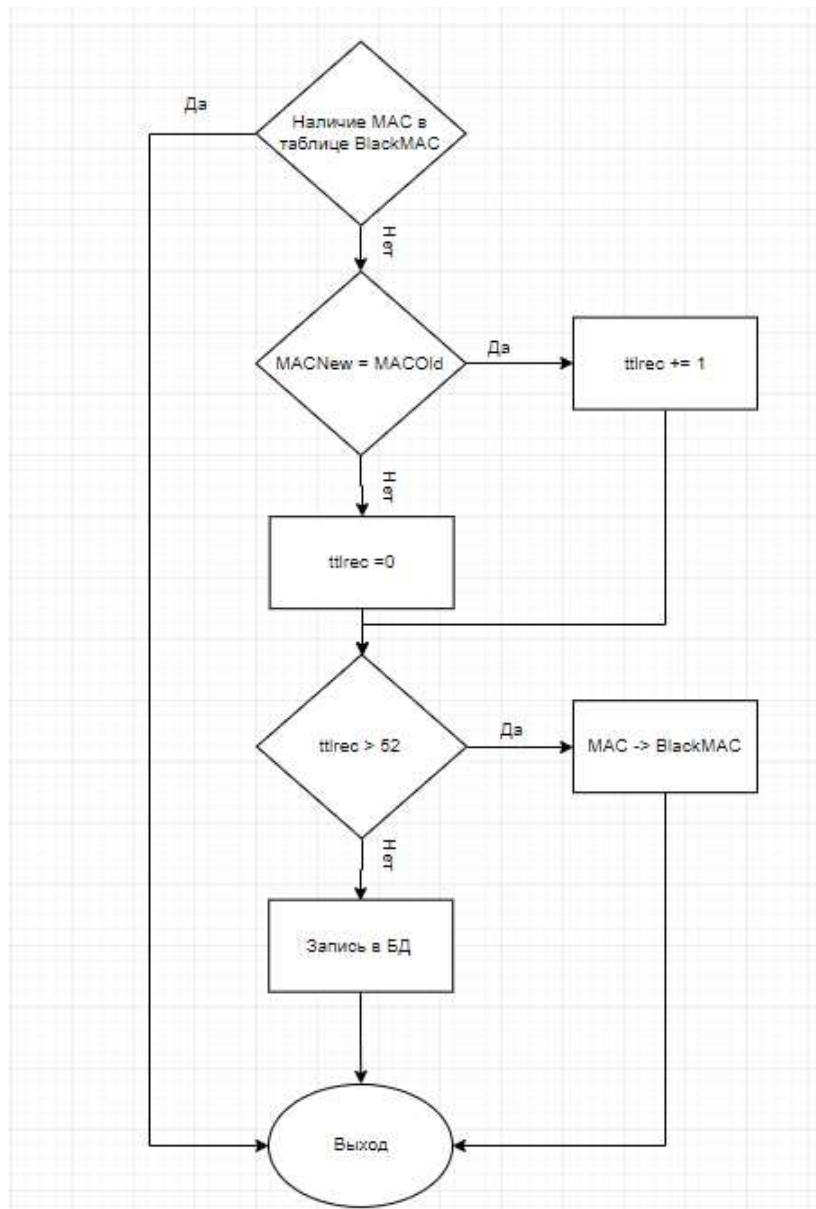 Да
Наличие MAC в
таблице BlackMAC
Нет
MACNew = MACOld
Да
ttlrec += 1
Нет
ttlrec =0
ttlrec > 52
Да
MAC -> BlackMAC
Нет
Запись в БД
Выход